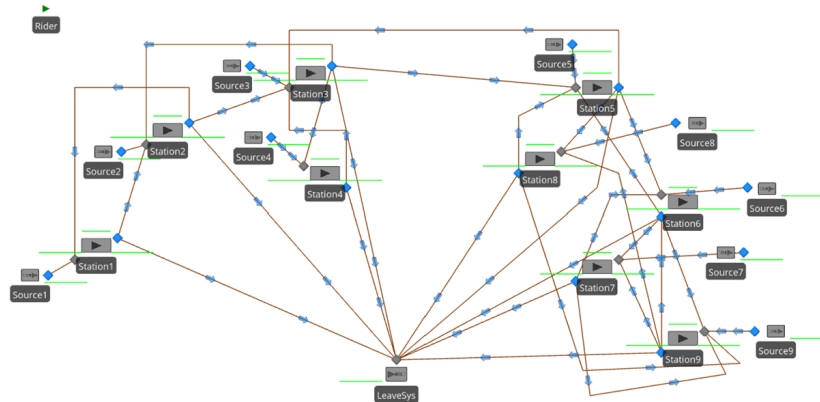 Rider
Source5
Source3
Station3
Station5
Station2
Source4
Source8
Source2
Station8
Station4
Source6
Station6
Station1
Source7
Source1
Station7
Station9
Source9
LeaveSys